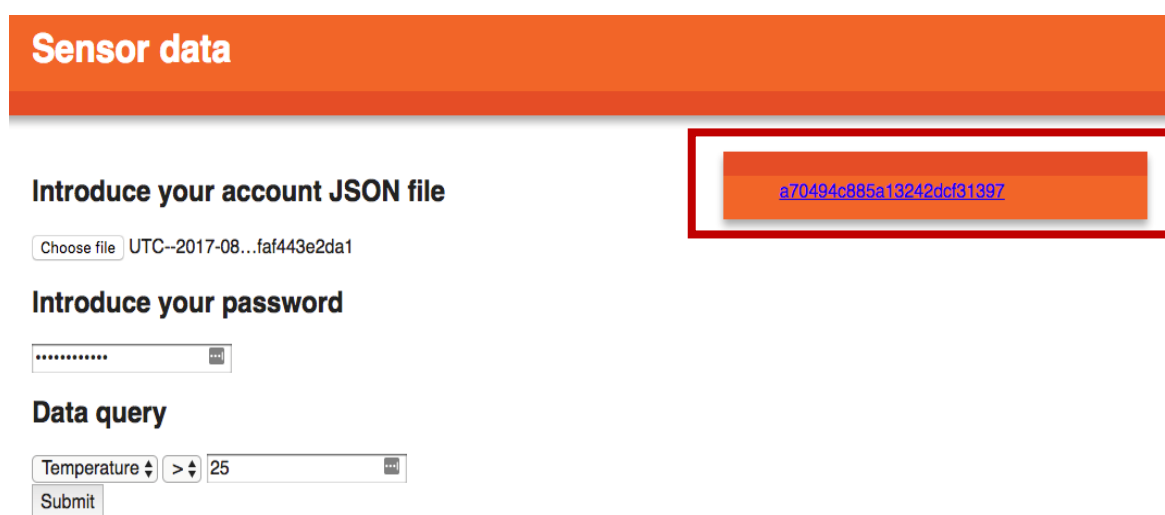 Sensor data
Introduce your account JSON file
Choose file UTC--2017-08...faf443e2da1
Introduce your password
••••••••••••
Data query
Temperature > 25
Submit
a70494c885a13242dcf31397